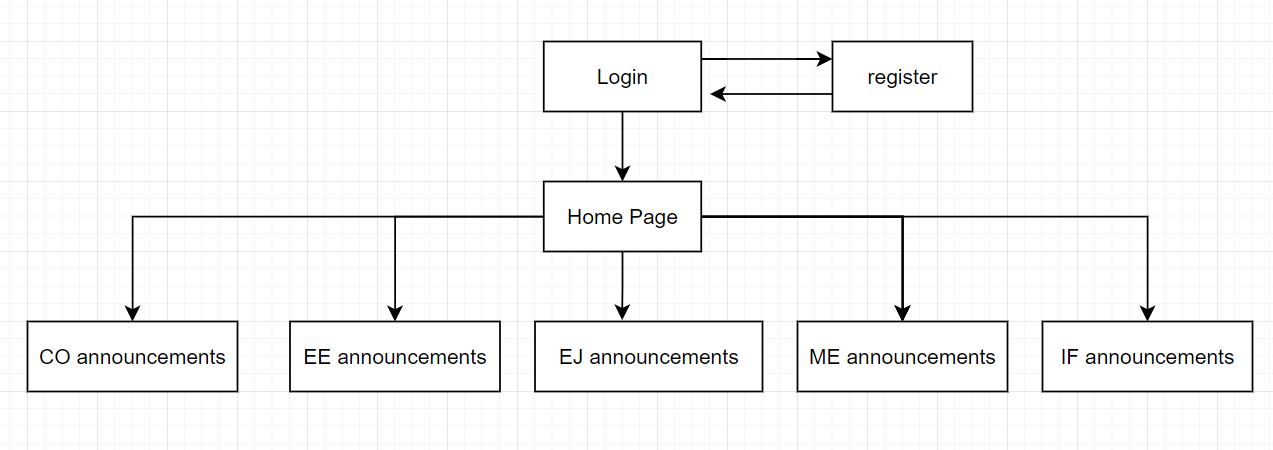 Login
register
Home Page
CO announcements
EE announcements
EJ announcements
ME announcements
IF announcements